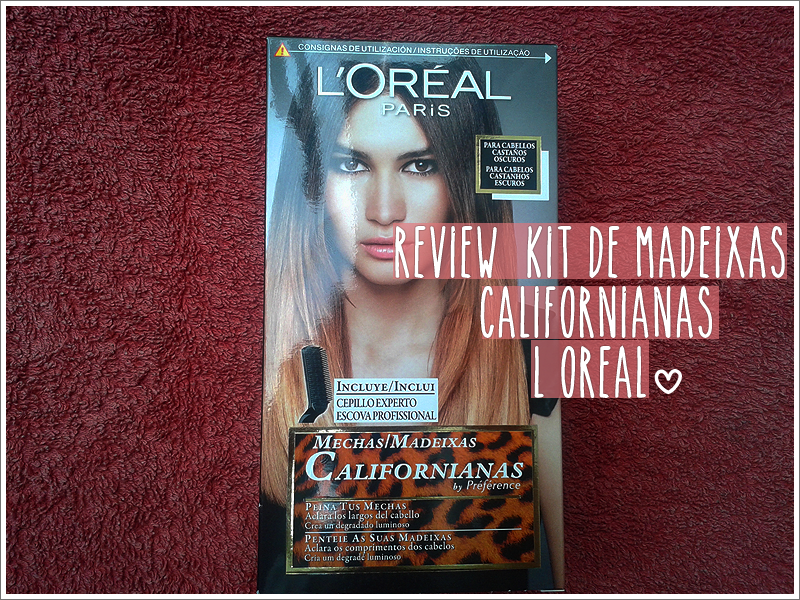 CONSIGNAS DE UTILIZACIÓN / INSTRUÇÕES DE UTILIZAÇAO
L'ORÉAL
PARiS
PARA CABELLOS
CASTAÑOS
OSCUROS
PARA CABELOS
CASTANHOS
ESCUROS
REVIEW KIT DE MADEIXAS
CALIFORNIANAS
L OREAL
INCLUYE/INCLUI
CEPILLO EXPERTO
ESCOVA PROFISSIONAL
MECHAS/MADEIXAS
CALIFORNIANAS
by Préférence
PEINA TUS MECHAS
Aclara los largos del cabello
Crea un degradado luminoso
PENTEIE AS SUAS MADEIXAS
Aclara os comprimentos dos cabelos
Cria um degradé luminoso